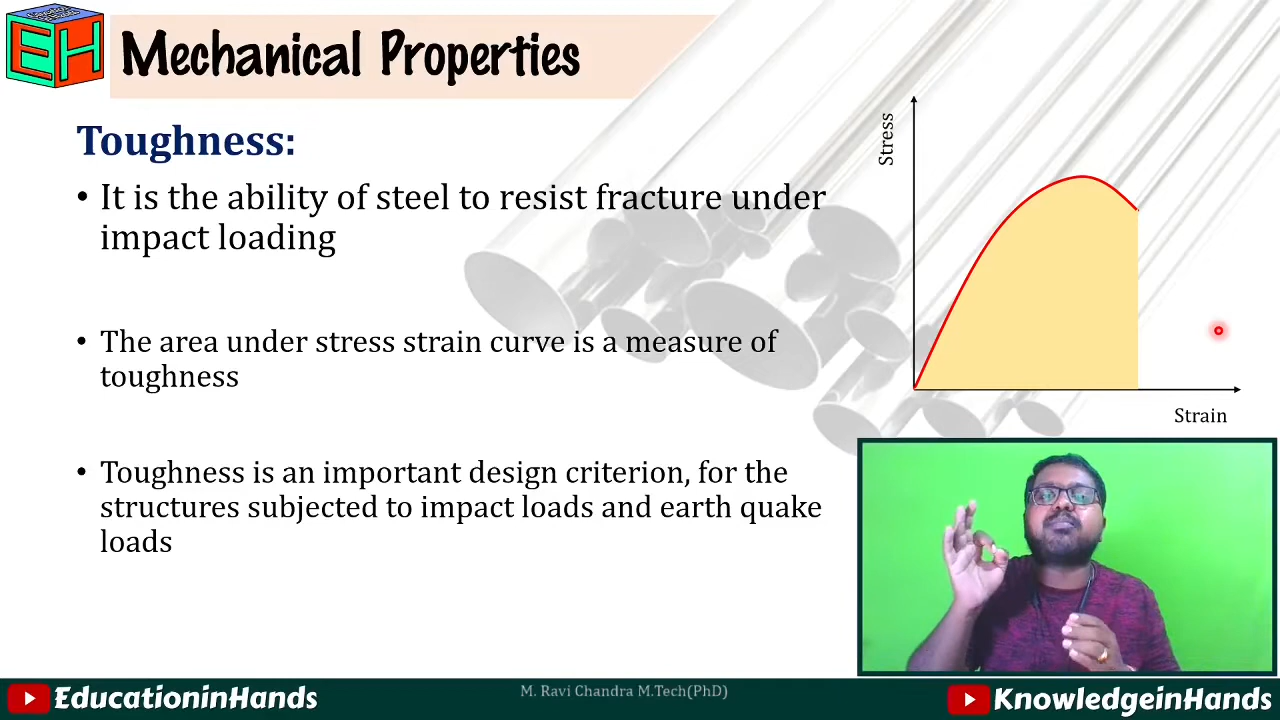 EH
Mechanical Properties
Toughness:
• It is the ability of steel to resist fracture under
impact loading
• The area under stress strain curve is a measure of
toughness
• Toughness is an important design criterion, for the
structures subjected to impact loads and earth quake
loads
Stress
Strain
EducationinHands
M. Ravi Chandra M.Tech(PhD)
KnowledgeinHands